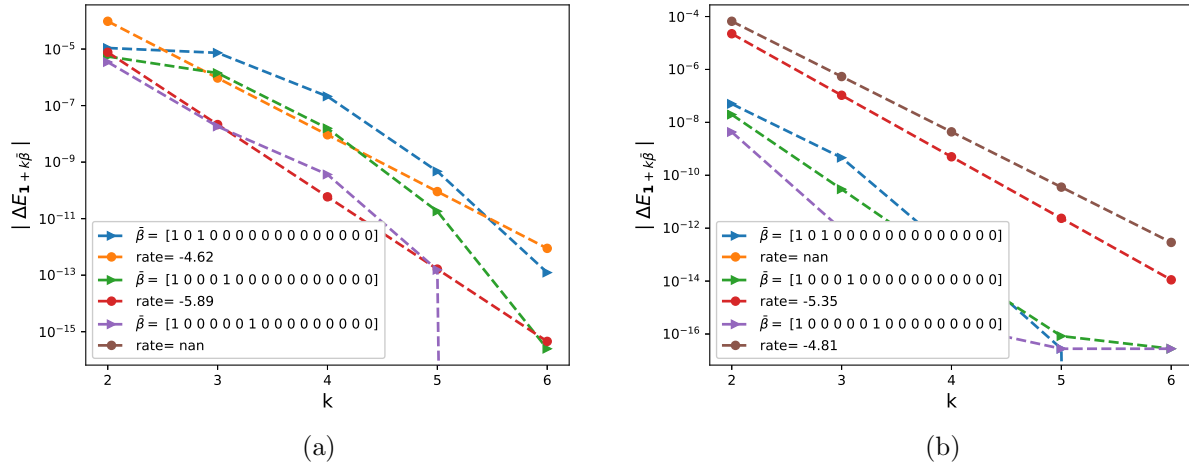 10^{-5}
10^{-7}
10^{-9}
10^{-11}
10^{-13}
10^{-15}
| ΔE_{1 + kβ̄} |
β̄ = [1 0 1 0 0 0 0 0 0 0 0 0 0 0 0 0]
rate= -4.62
β̄ = [1 0 0 0 1 0 0 0 0 0 0 0 0 0 0 0]
rate= -5.89
β̄ = [1 0 0 0 0 0 1 0 0 0 0 0 0 0 0 0]
rate= nan
2 3 4 5 6
k
(a)
10^{-4}
10^{-6}
10^{-8}
10^{-10}
10^{-12}
10^{-14}
10^{-16}
| ΔE_{1 + kβ̄} |
β̄ = [1 0 1 0 0 0 0 0 0 0 0 0 0 0 0 0]
rate= nan
β̄ = [1 0 0 0 1 0 0 0 0 0 0 0 0 0 0 0]
rate= -5.35
β̄ = [1 0 0 0 0 0 1 0 0 0 0 0 0 0 0 0]
rate= -4.81
2 3 4 5 6
k
(b)